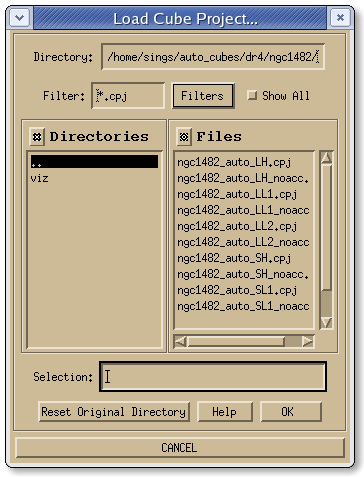 Load Cube Project...
Directory: /home/sings/auto_cubes/dr4/ngc1482/
Filter: *.cpj Filters Show All
Directories
..
viz
Files
ngc1482_auto_LH.cpj
ngc1482_auto_LH_noacc.
ngc1482_auto_LL1.cpj
ngc1482_auto_LL1_noacc
ngc1482_auto_LL2.cpj
ngc1482_auto_LL2_noacc
ngc1482_auto_SH.cpj
ngc1482_auto_SH_noacc.
ngc1482_auto_SL1.cpj
ngc1482_auto_SL1_noacc
Selection:
Reset Original Directory Help OK
CANCEL